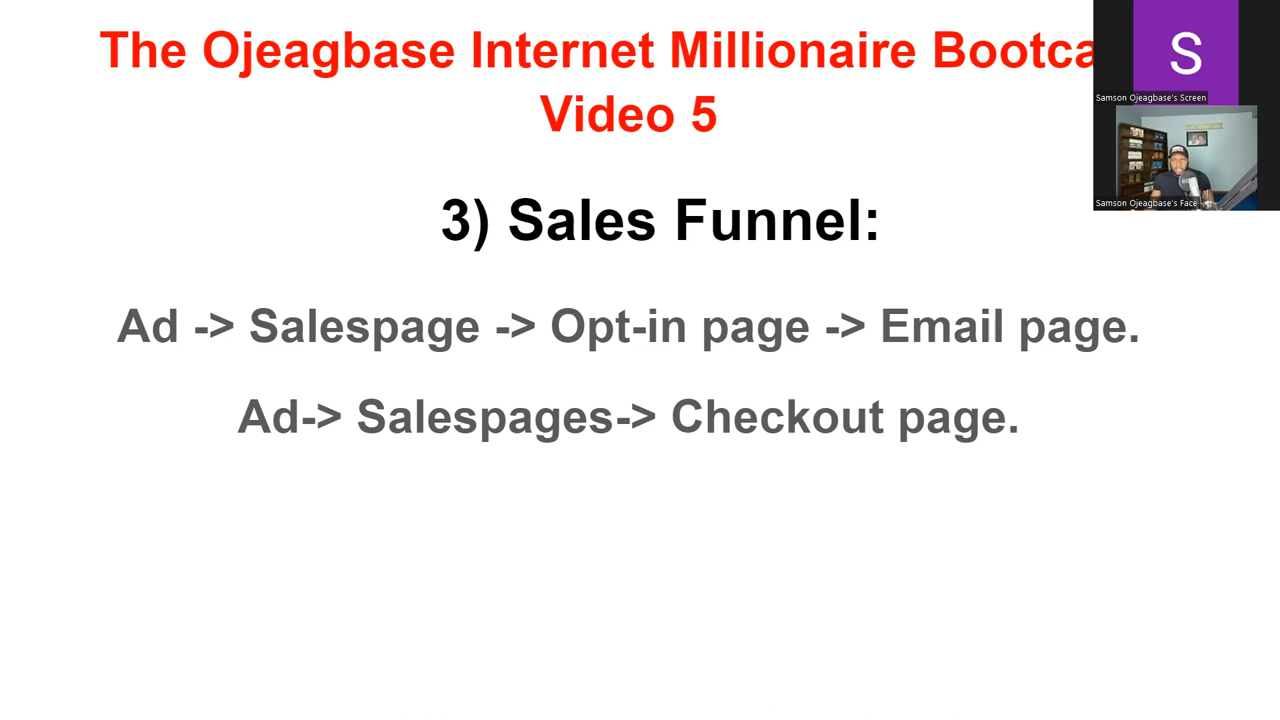 The Ojeagbase Internet Millionaire Bootca
Video 5
S
Samson Ojeagbase's Screen
Samson Ojeagbase's Face
3) Sales Funnel:
Ad -> Salespage -> Opt-in page -> Email page.
Ad-> Salespages-> Checkout page.